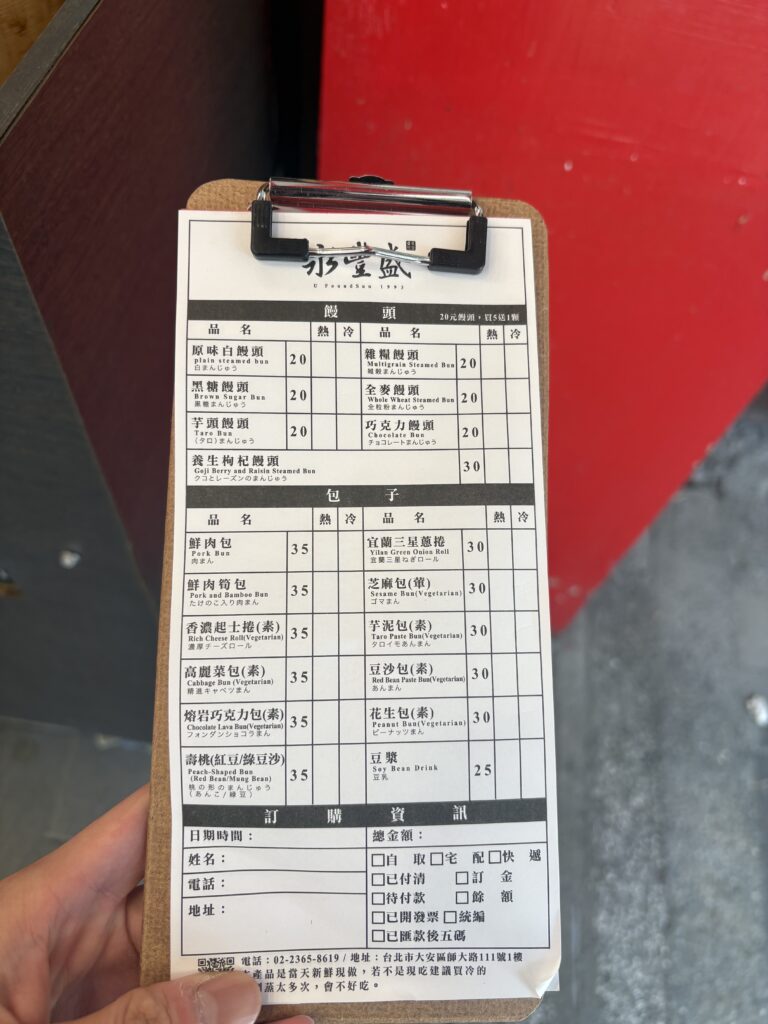 永豐盛
U FoundSun 1993
饅 頭 20元饅頭，買5送1顆
品 名 熱 冷 品 名 熱 冷
原味白饅頭 20 雜糧饅頭 20
plain steamed bun Multigrain Steamed Bun
白まんじゅう 雑穀まんじゅう
黑糖饅頭 20 全麥饅頭 20
Brown Sugar Bun Whole Wheat Steamed Bun
黒糖まんじゅう 全粒粉まんじゅう
芋頭饅頭 20 巧克力饅頭 20
Taro Bun Chocolate Bun
(タロ)まんじゅう チョコレートまんじゅう
養生枸杞饅頭 30
Goji Berry and Raisin Steamed Bun
クコとレーズンのまんじゅう
包 子
品 名 熱 冷 品 名 熱 冷
鮮肉包 35 宜蘭三星蔥捲 30
Pork Bun Yilan Green Onion Roll
肉まん 宜蘭三星ねぎロール
鮮肉筍包 35 芝麻包(葷) 30
Pork and Bamboo Bun Sesame Bun(Vegetarian)
たけのこ入り肉まん ゴマまん
香濃起士捲(素) 35 芋泥包(素) 30
Rich Cheese Roll(Vegetarian) Taro Paste Bun(Vegetarian)
濃厚チーズロール タロイモあんまん
高麗菜包(素) 35 豆沙包(素) 30
Cabbage Bun (Vegetarian) Red Bean Paste Bun(Vegetarian)
精進キャベツまん あんまん
熔岩巧克力包(素) 35 花生包(素) 30
Chocolate Lava Bun(Vegetarian) Peanut Bun(Vegetarian)
フォンダンショコラまん ピーナッツまん
壽桃(紅豆/綠豆沙) 35 豆漿 25
Peach-Shaped Bun Soy Bean Drink
(Red Bean/Mung Bean) 豆乳
桃の形のまんじゅう
(あんこ/緑豆)
訂 購 資 訊
日期時間： 總金額：
姓名： □自 取 □宅 配 □快 遞
電話： □已付清 □訂 金
地址： □待付款 □餘 額
□已開發票 □統編
□已匯款後五碼
電話：02-2365-8619 / 地址：台北市大安區師大路111號1樓
產品是當天新鮮現做，若不是現吃建議買冷的
蒸太多次，會不好吃。